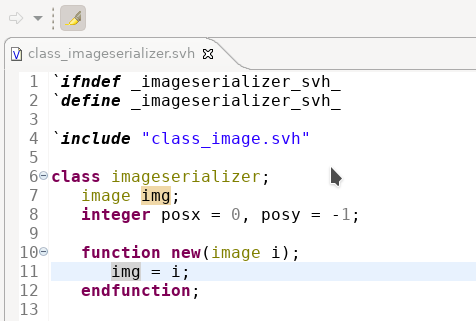 class_imageserializer.svh
1 `ifndef _imageserializer_svh_
2 `define _imageserializer_svh_
3
4 `include "class_image.svh"
5
6 class imageserializer;
7    image img;
8    integer posx = 0, posy = -1;
9
10    function new(image i);
11       img = i;
12    endfunction;
13